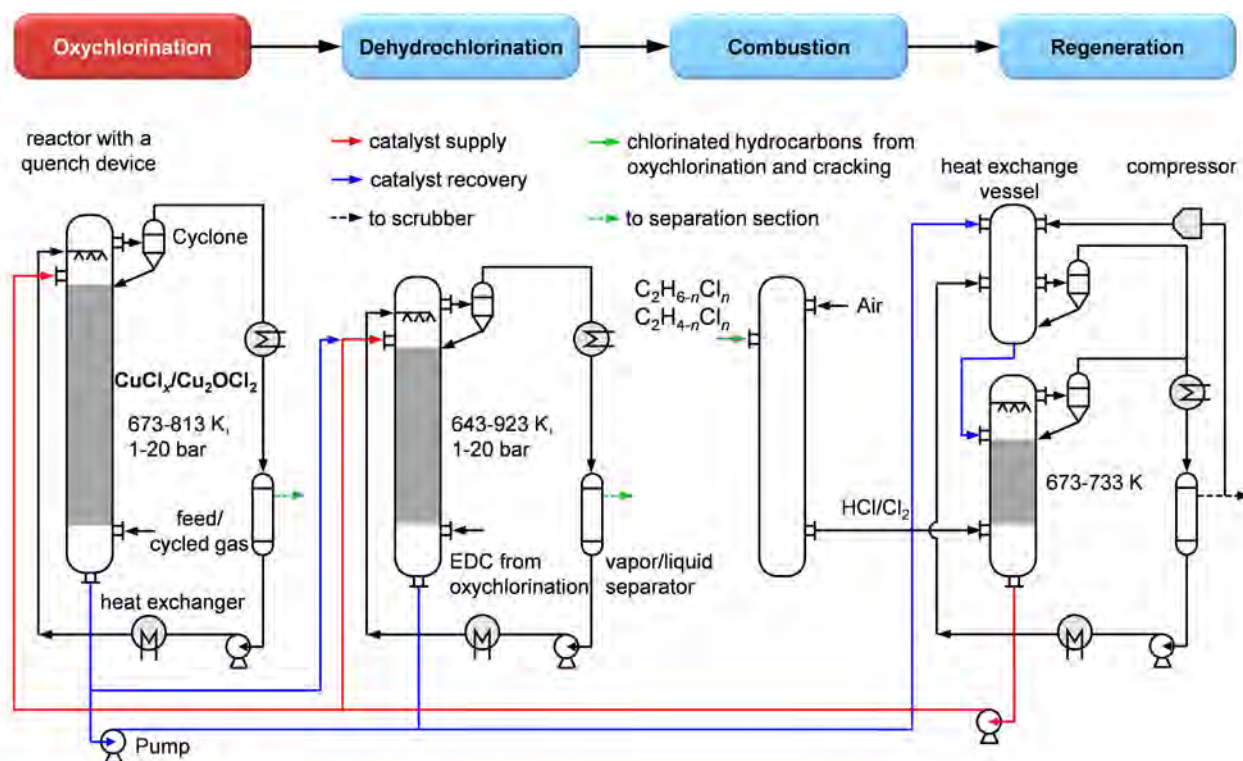 Oxychlorination
Dehydrochlorination
Combustion
Regeneration
reactor with a
quench device
catalyst supply
catalyst recovery
to scrubber
chlorinated hydrocarbons from
oxychlorination and cracking
to separation section
heat exchange
vessel
compressor
Cyclone
C₂H₆₋ₙClₙ
C₂H₄₋ₙClₙ
Air
CuClₓ/Cu₂OCl₂
673-813 K,
1-20 bar
643-923 K,
1-20 bar
673-733 K
HCl/Cl₂
feed/
cycled gas
EDC from
oxychlorination
vapor/liquid
separator
heat exchanger
Pump